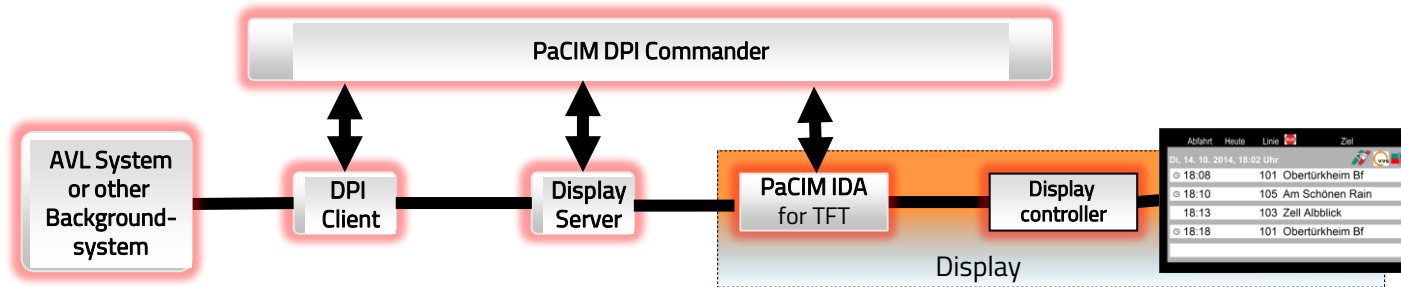 PaCIM DPI Commander
AVL System
or other
Background-
system
DPI
Client
Display
Server
PaCIM IDA
for TFT
Display
controller
Display
Abfahrt Heute Linie Ziel
Di, 14. 10. 2014, 18:02 Uhr vvs
18:08 101 Obertürkheim Bf
18:10 105 Am Schönen Rain
18:13 103 Zell Albblick
18:18 101 Obertürkheim Bf